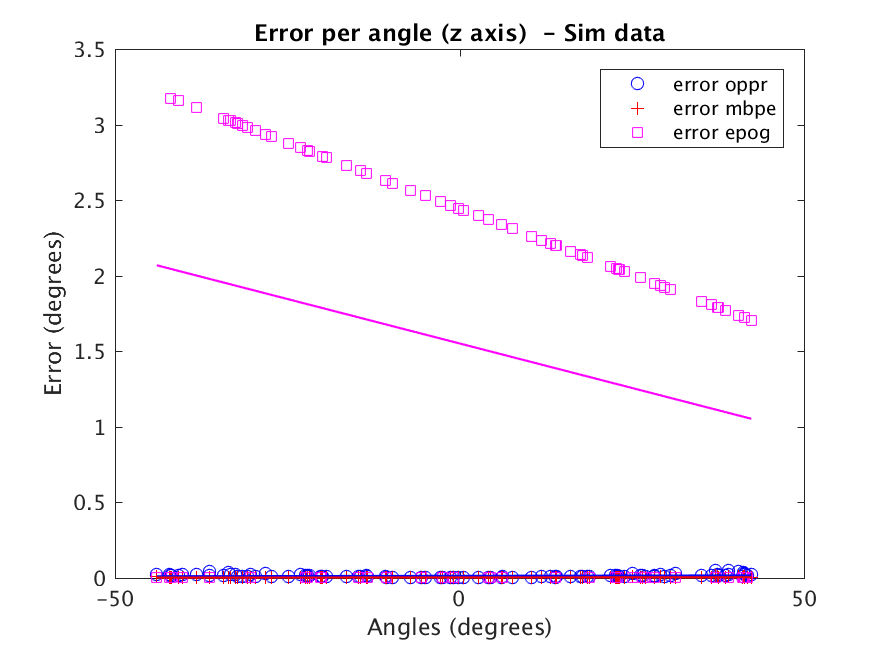 Error per angle (z axis)  - Sim data
error oppr
error mbpe
error epog
3.5
3
2.5
2
1.5
1
0.5
0
Error (degrees)
-50
0
50
Angles (degrees)